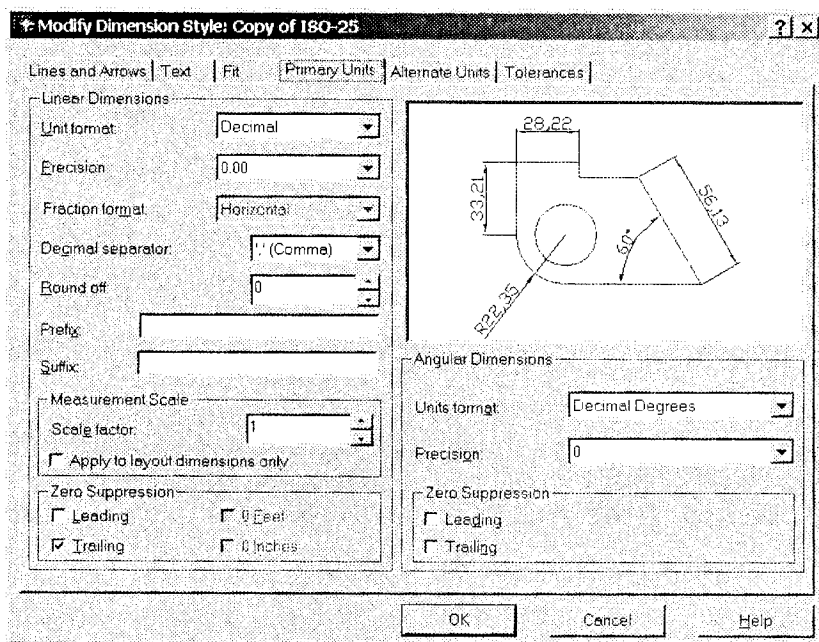 Modify Dimension Style: Copy of ISO-25
? ×
Lines and Arrows
Text
Fit
Primary Units
Alternate Units
Tolerances
Linear Dimensions
Unit format:
Decimal
Precision
0.00
Fraction format:
Horizontal
Decimal separator:
',' (Comma)
Round off:
0
Prefix:
Suffix:
Measurement Scale
Scale factor:
1
Apply to layout dimensions only
Zero Suppression
Leading
0 Feet
Trailing
0 Inches
28,22
33,21
56,13
60°
R22,35
Angular Dimensions
Units format:
Decimal Degrees
Precision:
0
Zero Suppression
Leading
Trailing
OK
Cancel
Help